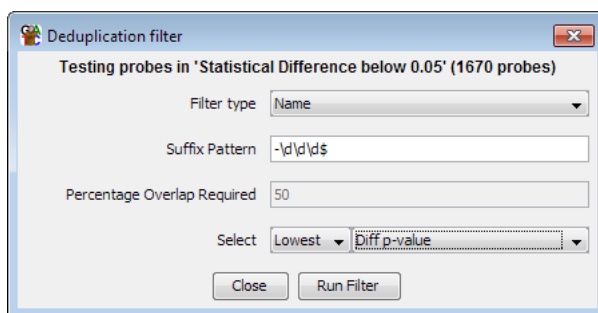 Deduplication filter
Testing probes in 'Statistical Difference below 0.05' (1670 probes)
Filter type Name
Suffix Pattern -\d\d\d$
Percentage Overlap Required 50
Select Lowest Diff p-value
Close Run Filter